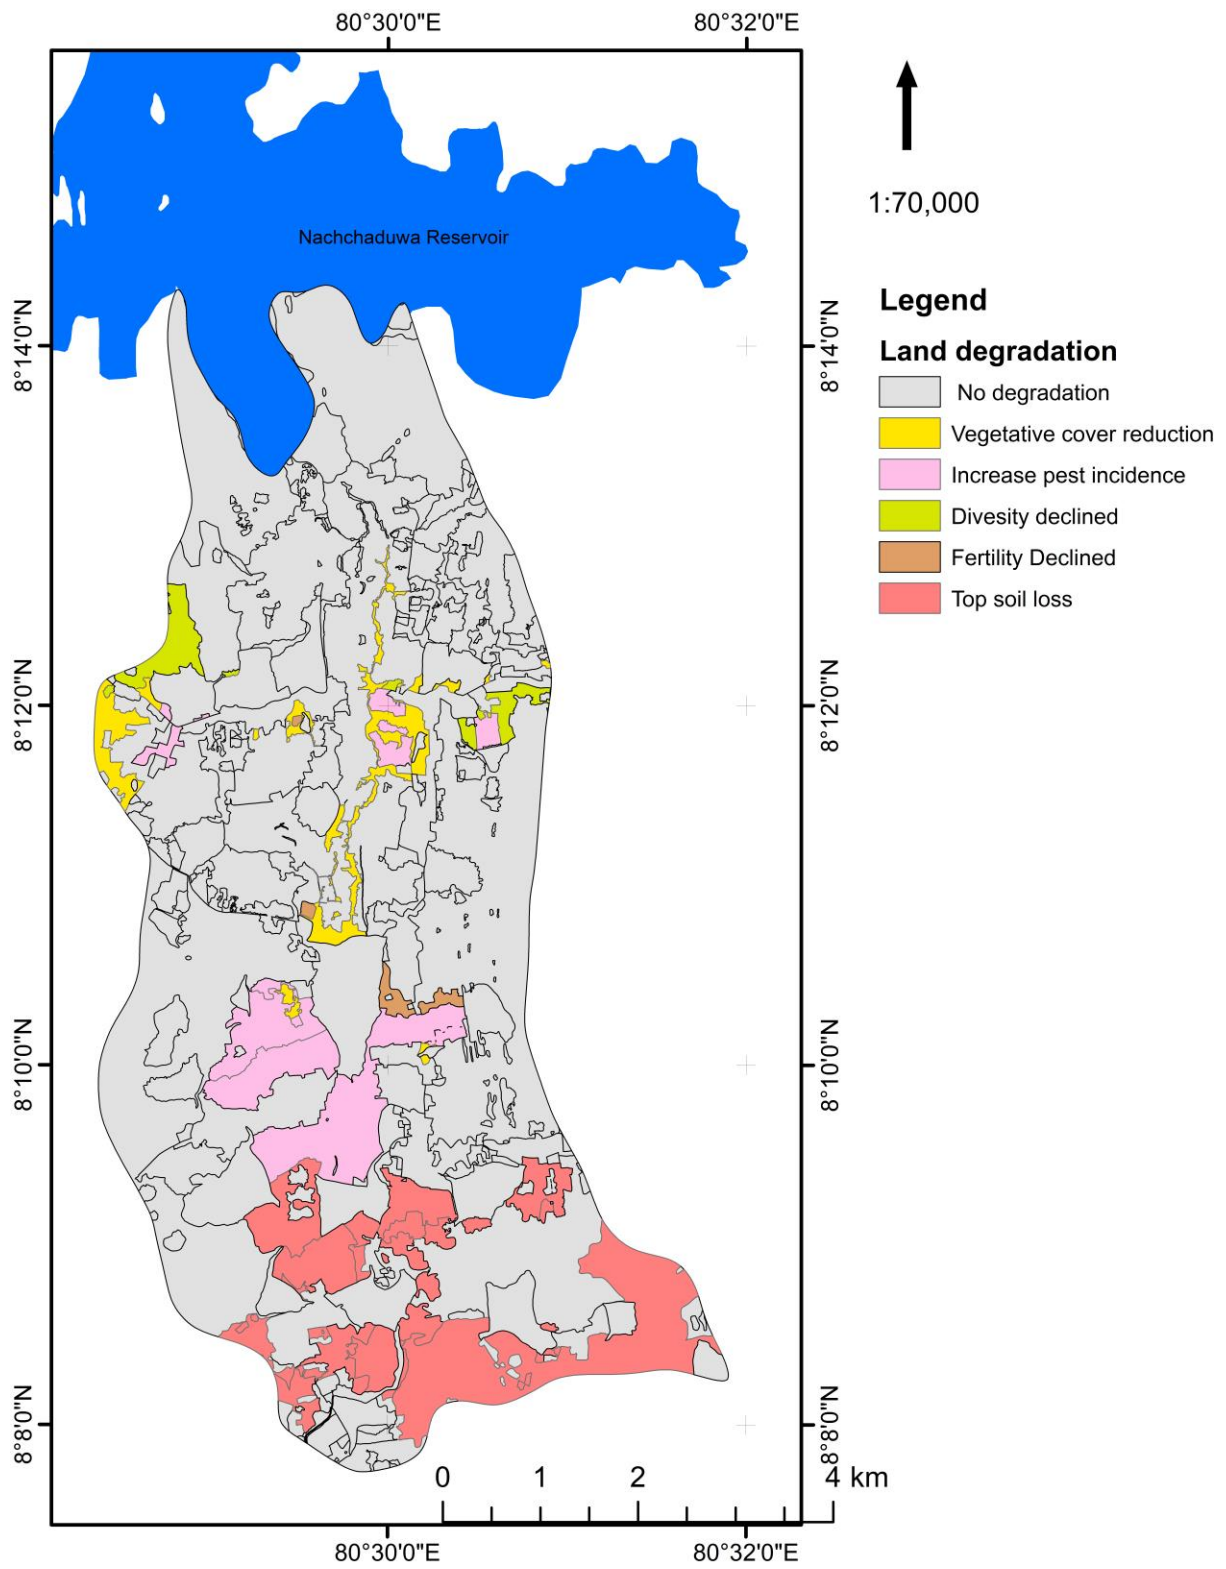 80°30'0"E
80°32'0"E
1:70,000
Nachchaduwa Reservoir
Legend
Land degradation
No degradation
Vegetative cover reduction
Increase pest incidence
Divesity declined
Fertility Declined
Top soil loss
8°14'0"N
8°14'0"N
8°12'0"N
8°12'0"N
8°10'0"N
8°10'0"N
8°8'0"N
8°8'0"N
0 1 2 4 km
80°30'0"E
80°32'0"E